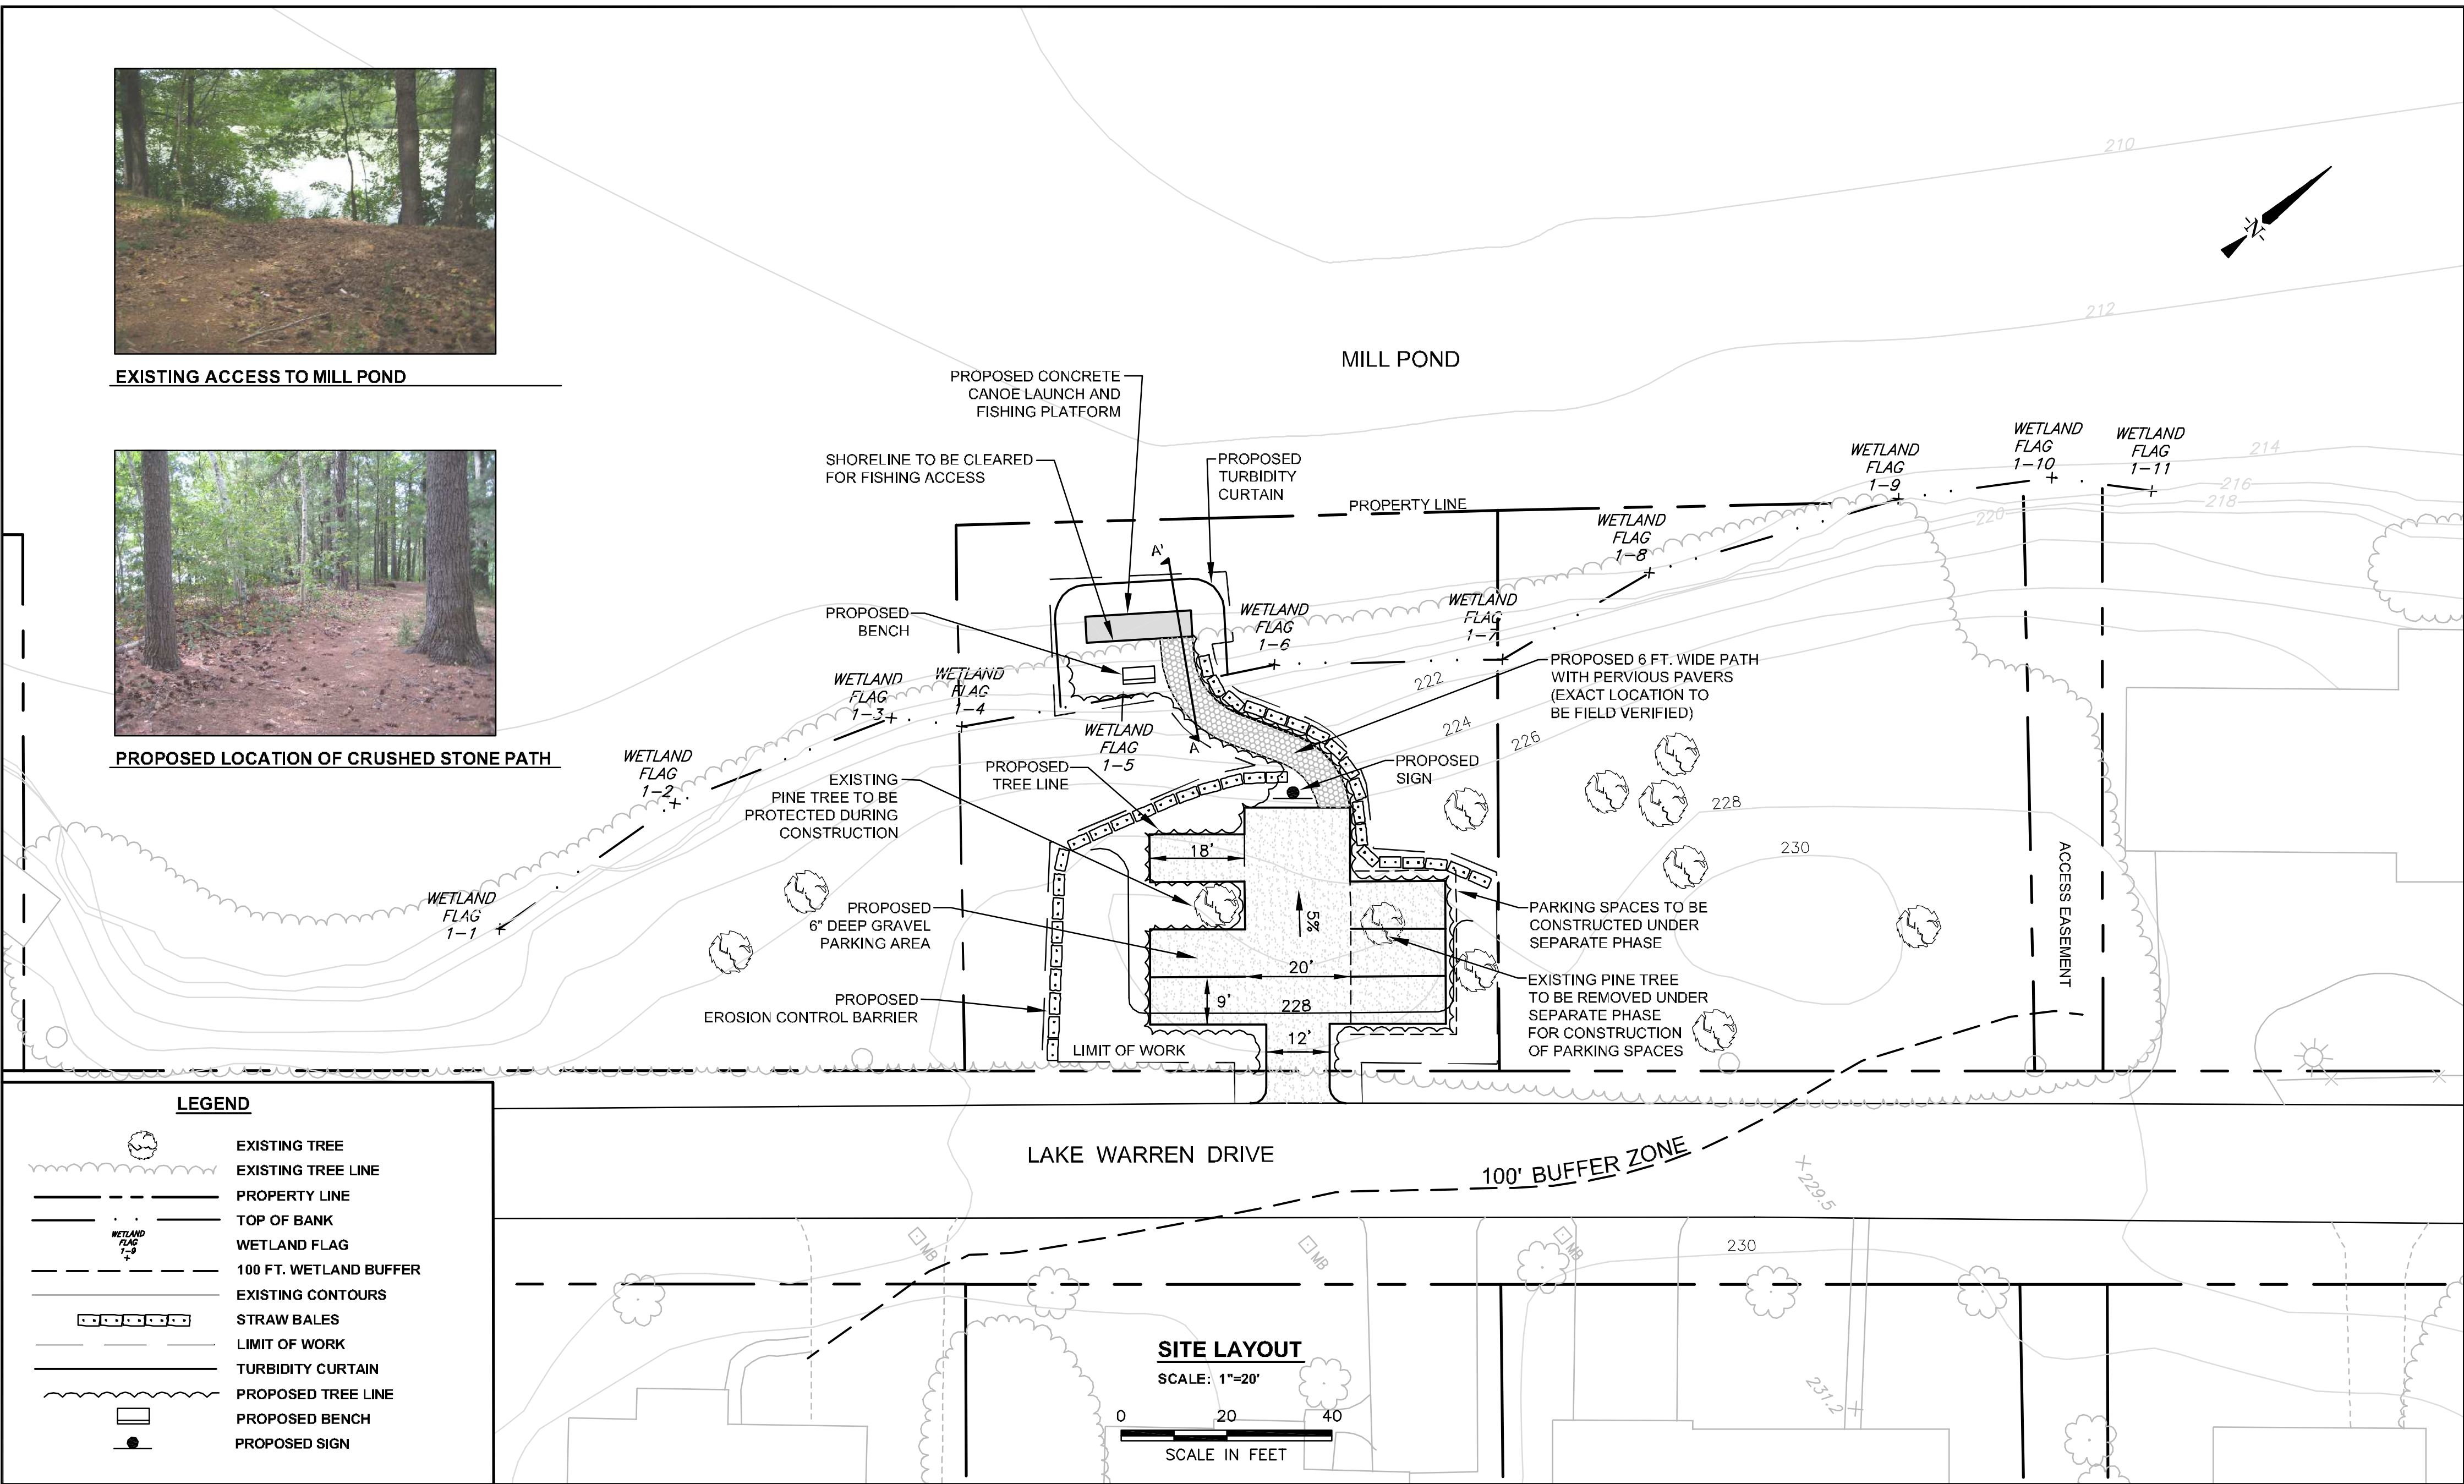 210
-N-
212
MILL POND
EXISTING ACCESS TO MILL POND
PROPOSED CONCRETE
CANOE LAUNCH AND
FISHING PLATFORM
SHORELINE TO BE CLEARED
FOR FISHING ACCESS
PROPOSED
TURBIDITY
CURTAIN
PROPERTY LINE
WETLAND
FLAG
1-8
WETLAND
FLAG
1-9
WETLAND
FLAG
1-10
WETLAND
FLAG
1-11
214
216
218
220
A'
PROPOSED
BENCH
WETLAND
FLAG
1-6
WETLAND
FLAG
1-7
PROPOSED 6 FT. WIDE PATH
WITH PERVIOUS PAVERS
(EXACT LOCATION TO
BE FIELD VERIFIED)
222
224
226
WETLAND
FLAG
1-3
WETLAND
FLAG
1-4
WETLAND
FLAG
1-5
A
PROPOSED LOCATION OF CRUSHED STONE PATH
WETLAND
FLAG
1-2
EXISTING
PINE TREE TO BE
PROTECTED DURING
CONSTRUCTION
PROPOSED
TREE LINE
PROPOSED
SIGN
228
230
18'
WETLAND
FLAG
1-1
PROPOSED
6" DEEP GRAVEL
PARKING AREA
5%
PARKING SPACES TO BE
CONSTRUCTED UNDER
SEPARATE PHASE
ACCESS EASEMENT
20'
9'
228
EXISTING PINE TREE
TO BE REMOVED UNDER
SEPARATE PHASE
FOR CONSTRUCTION
OF PARKING SPACES
PROPOSED
EROSION CONTROL BARRIER
LIMIT OF WORK
12'
LAKE WARREN DRIVE
100' BUFFER ZONE
229.5
MB
MB
MB
230
231.2
LEGEND
EXISTING TREE
EXISTING TREE LINE
PROPERTY LINE
TOP OF BANK
WETLAND
FLAG
1-9
WETLAND FLAG
100 FT. WETLAND BUFFER
EXISTING CONTOURS
STRAW BALES
LIMIT OF WORK
TURBIDITY CURTAIN
PROPOSED TREE LINE
PROPOSED BENCH
PROPOSED SIGN
SITE LAYOUT
SCALE: 1"=20'
0 20 40
SCALE IN FEET